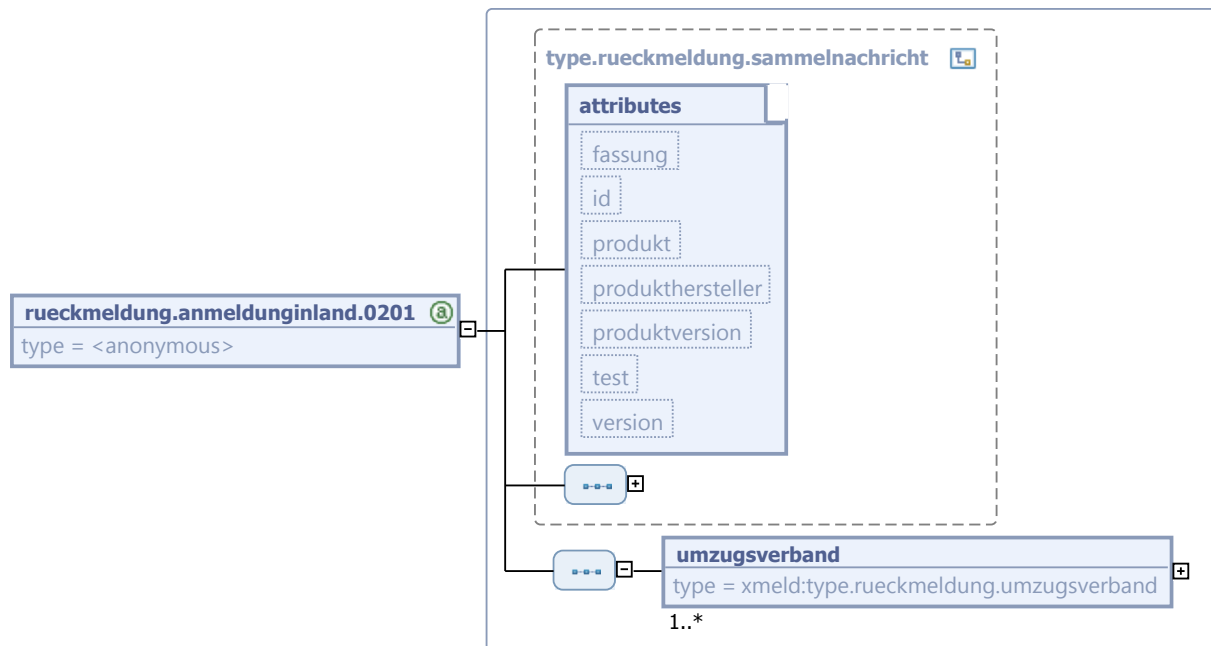 type.rueckmeldung.sammelnachricht
attributes
fassung
id
produkt
produkthersteller
produktversion
test
version
rueckmeldung.anmeldunginland.0201 @
type = <anonymous>
umzugsverband
type = xmeld:type.rueckmeldung.umzugsverband
1..*